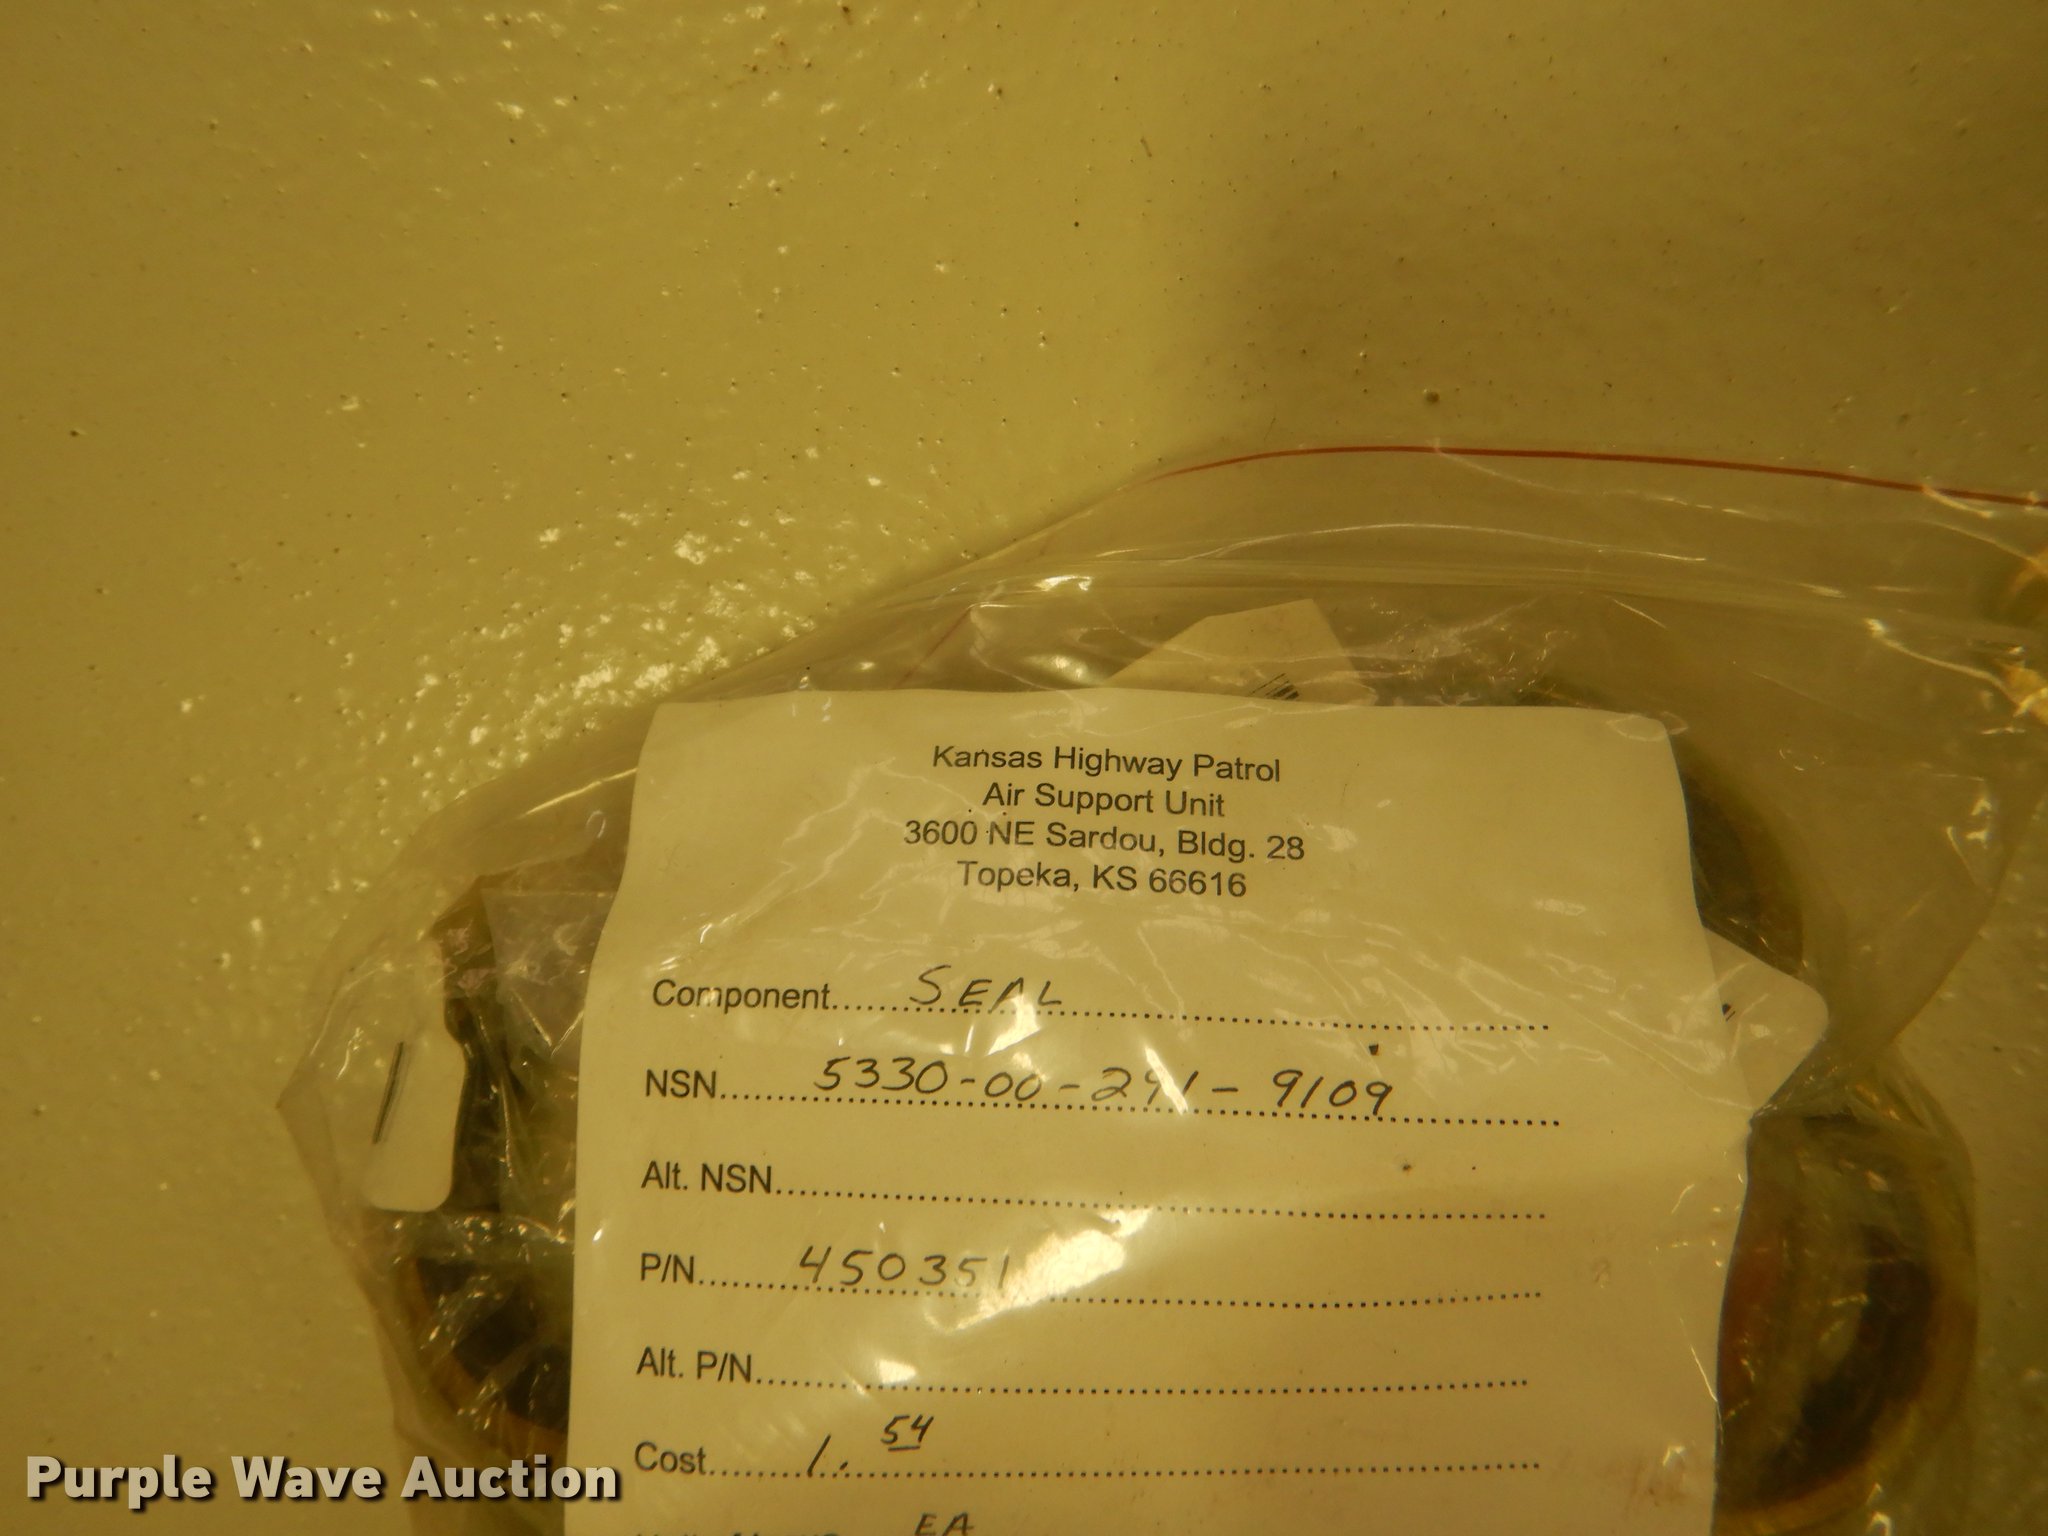 Kansas Highway Patrol
Air Support Unit
3600 NE Sardou, Bldg. 28
Topeka, KS 66616
Component......SEAL
NSN......5330-00-291-9109
Alt. NSN......
P/N......450351
Alt. P/N......
Cost......1.54
EA
Purple Wave Auction